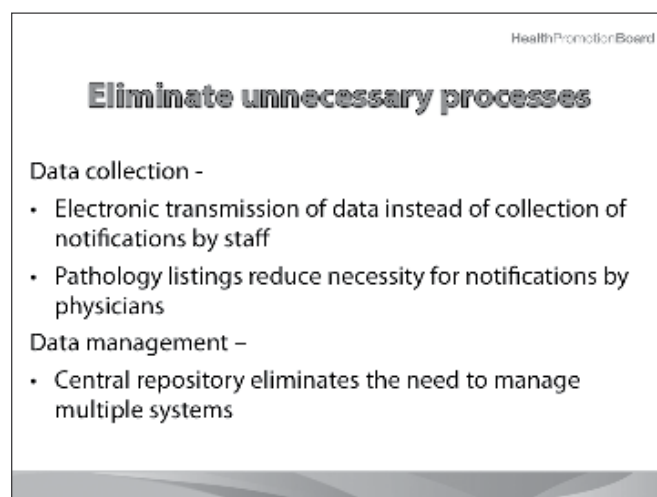 HealthPromotionBoard
Eliminate unnecessary processes
Data collection -
• Electronic transmission of data instead of collection of
notifications by staff
• Pathology listings reduce necessity for notifications by
physicians
Data management –
• Central repository eliminates the need to manage
multiple systems